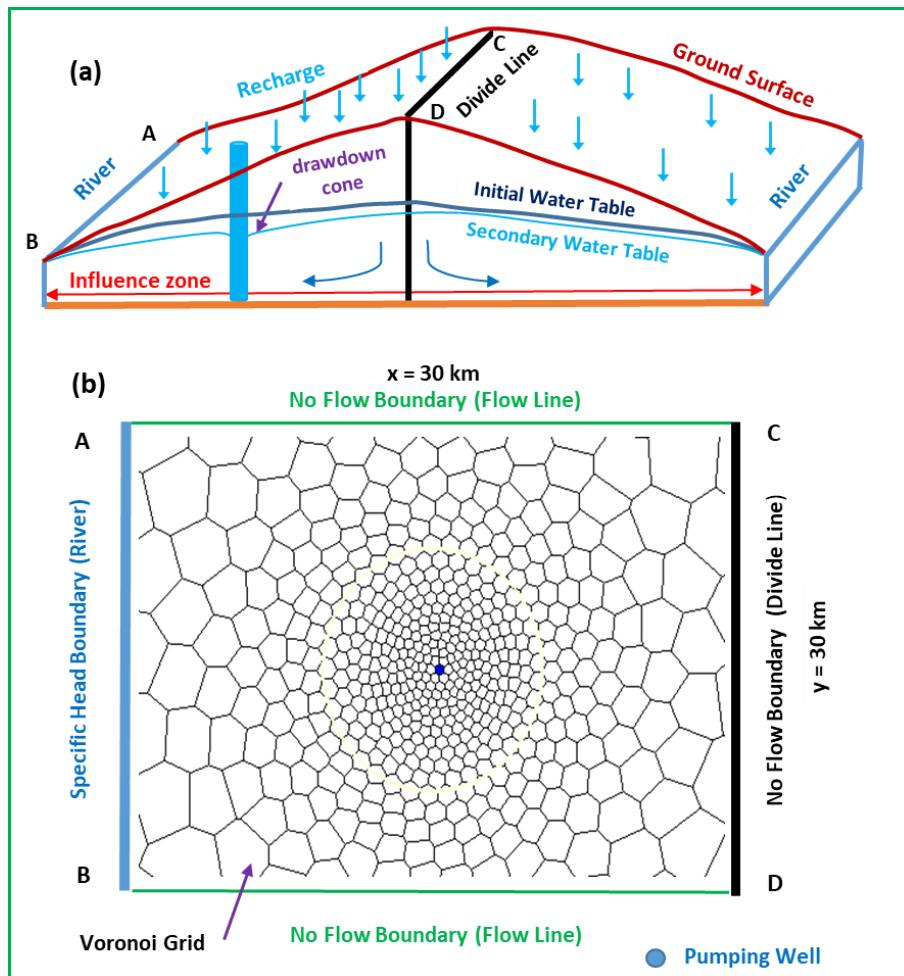 (a)
Recharge
C
Divide Line
Ground Surface
A
D
River
drawdown
cone
Initial Water Table
River
B
Secondary Water Table
Influence zone
(b)
x = 30 km
No Flow Boundary (Flow Line)
A
C
Specific Head Boundary (River)
No Flow Boundary (Divide Line)
y = 30 km
B
D
Voronoi Grid
No Flow Boundary (Flow Line)
Pumping Well